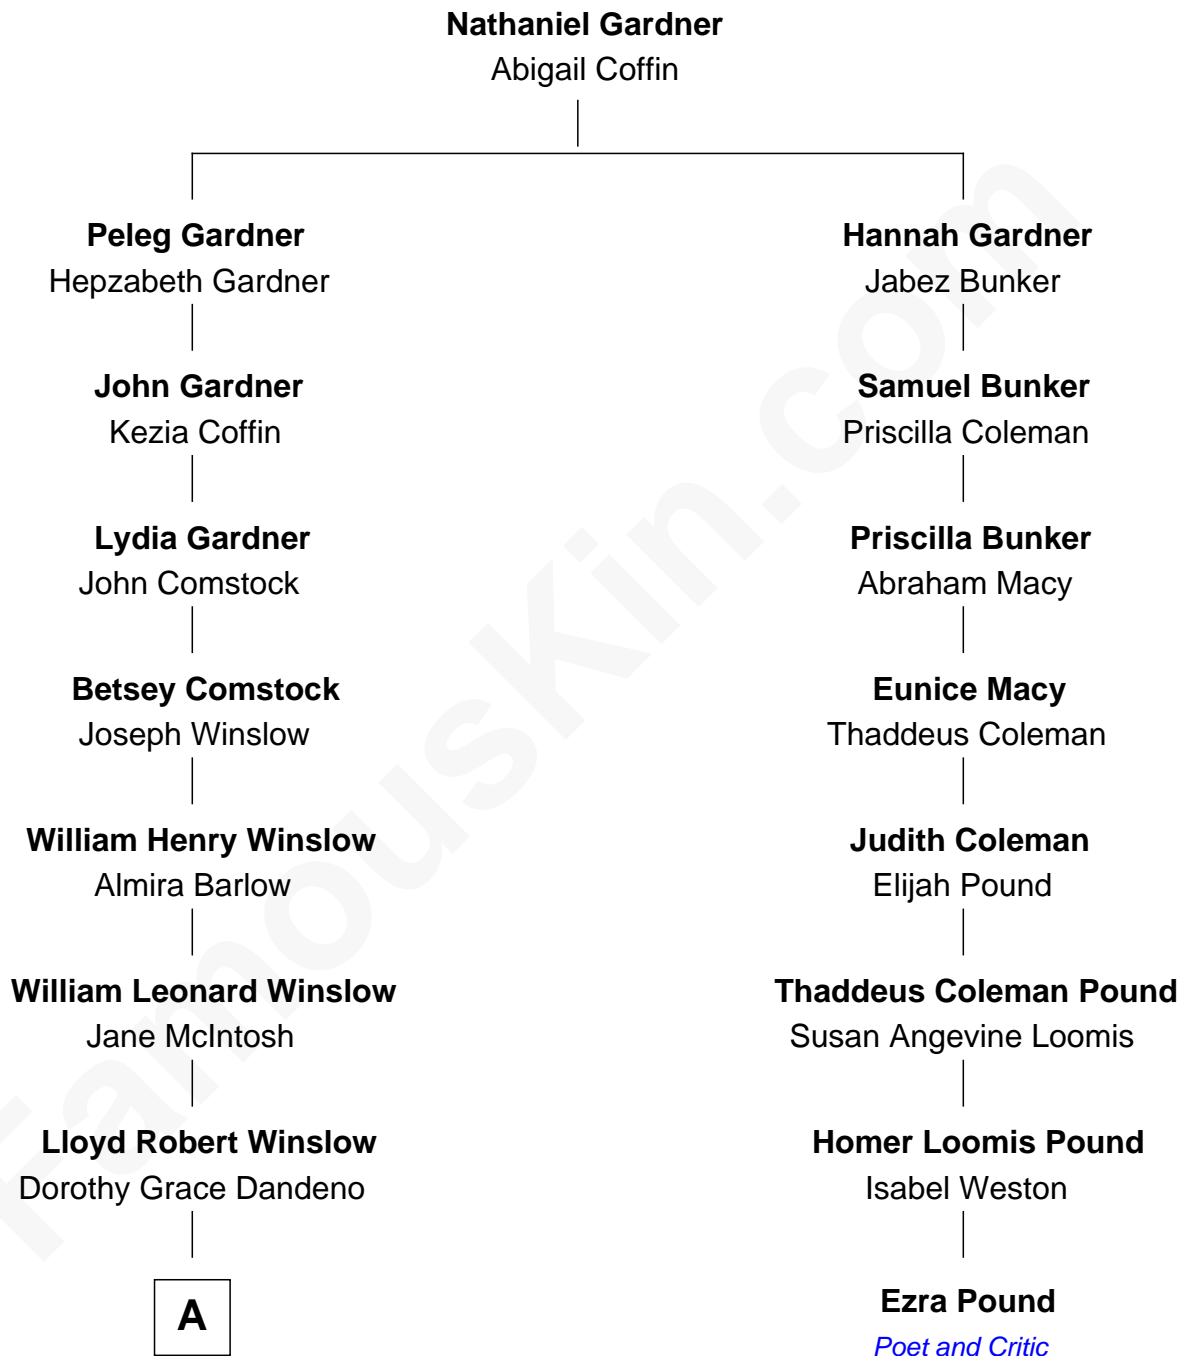 Nathaniel Gardner
Abigail Coffin
Peleg Gardner
Hepzabeth Gardner
Hannah Gardner
Jabez Bunker
John Gardner
Kezia Coffin
Samuel Bunker
Priscilla Coleman
Lydia Gardner
John Comstock
Priscilla Bunker
Abraham Macy
Betsey Comstock
Joseph Winslow
Eunice Macy
Thaddeus Coleman
William Henry Winslow
Almira Barlow
Judith Coleman
Elijah Pound
William Leonard Winslow
Jane McIntosh
Thaddeus Coleman Pound
Susan Angevine Loomis
Lloyd Robert Winslow
Dorothy Grace Dandeno
Homer Loomis Pound
Isabel Weston
A
Ezra Pound
Poet and Critic
FamousKin.com